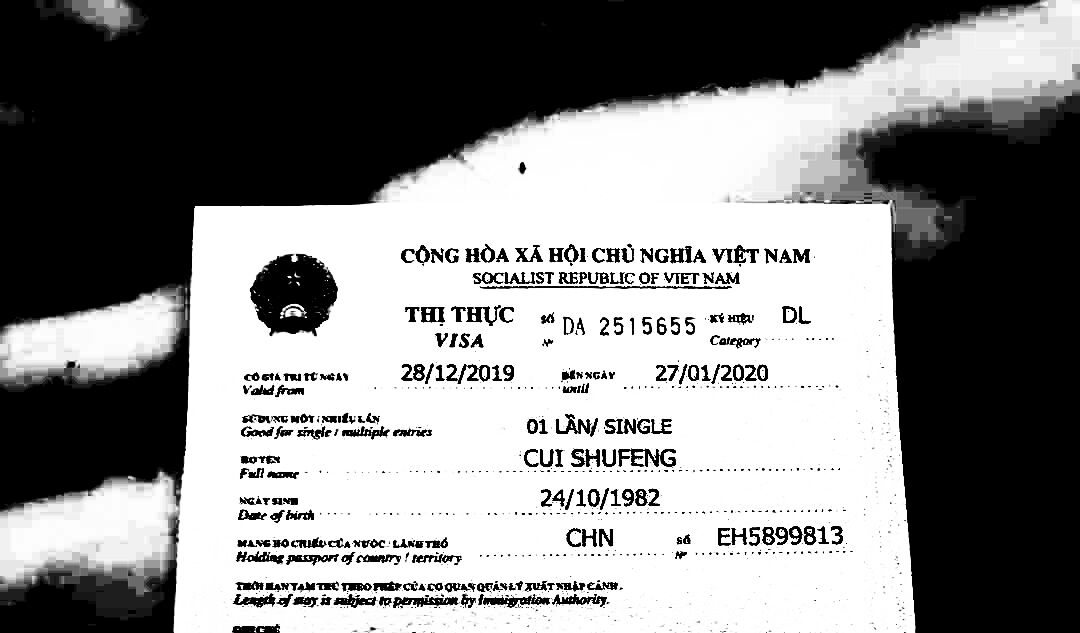 CỘNG HÒA XÃ HỘI CHỦ NGHĨA VIỆT NAM
SOCIALIST REPUBLIC OF VIET NAM
THỊ THỰC SỐ DA 2515655 KÝ HIỆU DL
VISA Nº Category
CÓ GIÁ TRỊ TỪ NGÀY 28/12/2019 ĐẾN NGÀY 27/01/2020
Valid from until
SỬ DỤNG MỘT / NHIỀU LẦN 01 LẦN/ SINGLE
Good for single / multiple entries
HỌ TÊN CUI SHUFENG
Full name
NGÀY SINH 24/10/1982
Date of birth
MANG HỘ CHIẾU CỦA NƯỚC / LÃNH THỔ CHN SỐ EH5899813
Holding passport of country / territory Nº
THỜI HẠN TẠM TRÚ THEO PHÉP CỦA CƠ QUAN QUẢN LÝ XUẤT NHẬP CẢNH.
Length of stay is subject to permission by Immigration Authority.